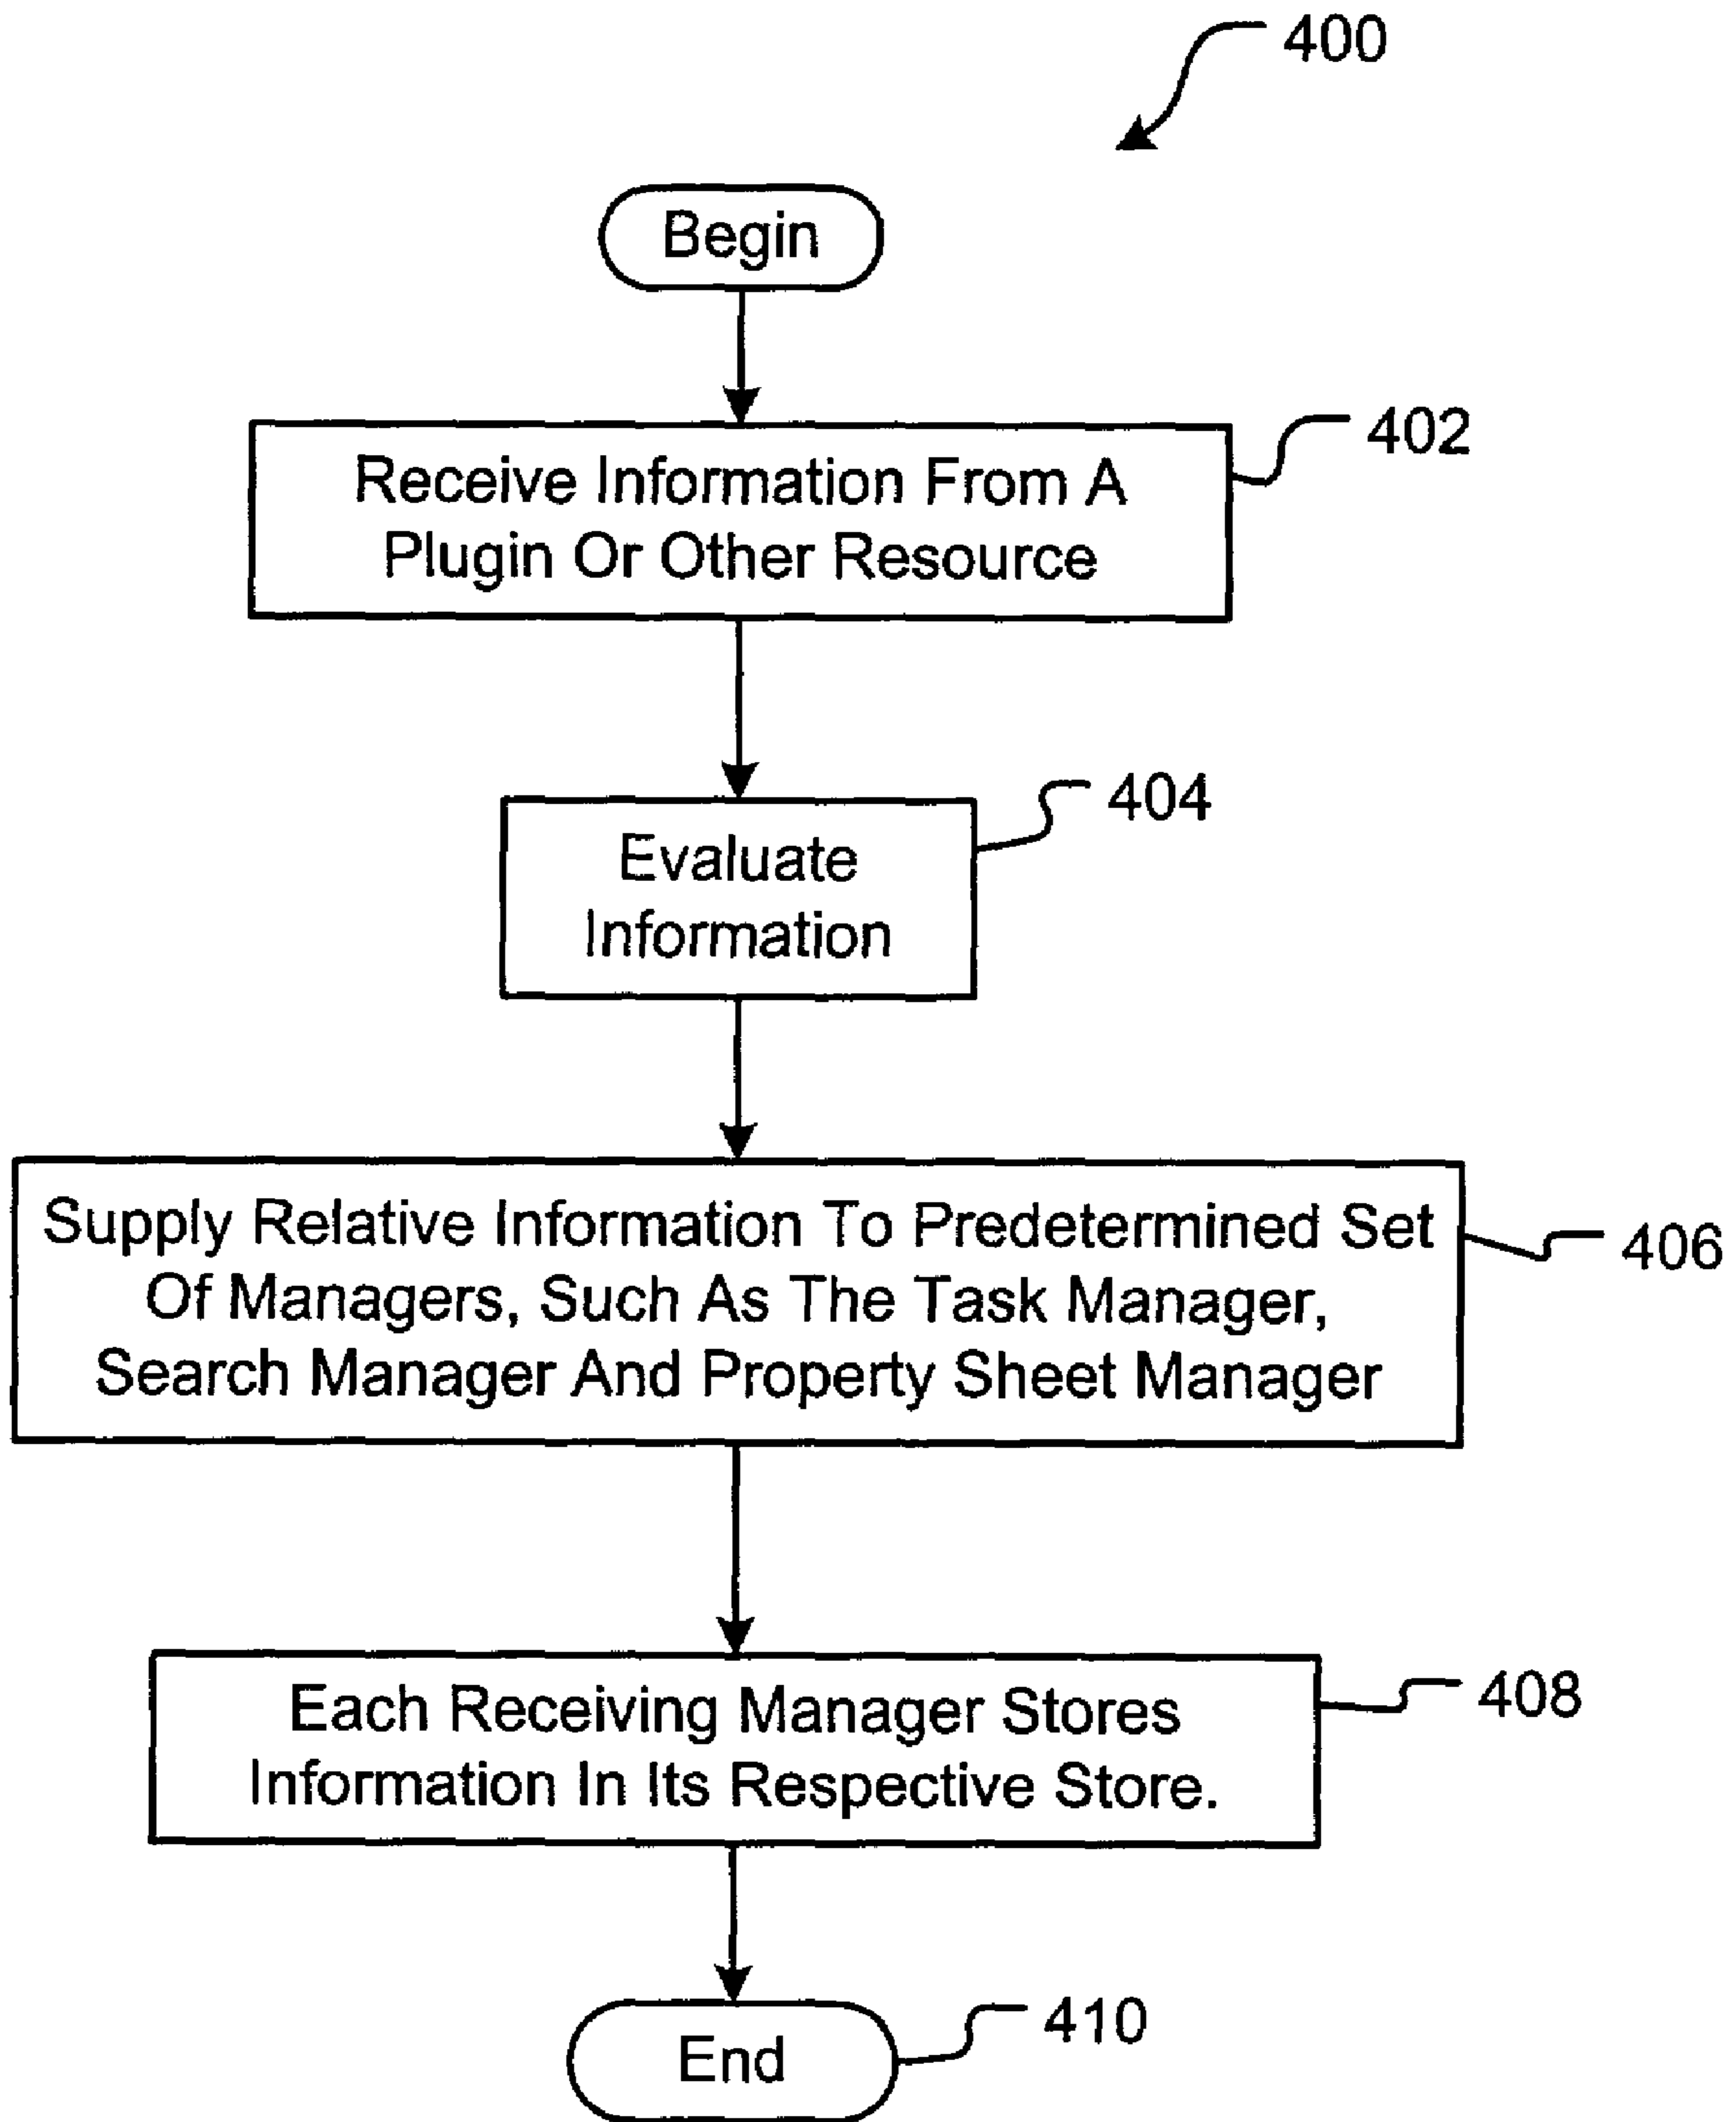 400
Begin
402
Receive Information From A
Plugin Or Other Resource
404
Evaluate
Information
406
Supply Relative Information To Predetermined Set
Of Managers, Such As The Task Manager,
Search Manager And Property Sheet Manager
408
Each Receiving Manager Stores
Information In Its Respective Store.
410
End